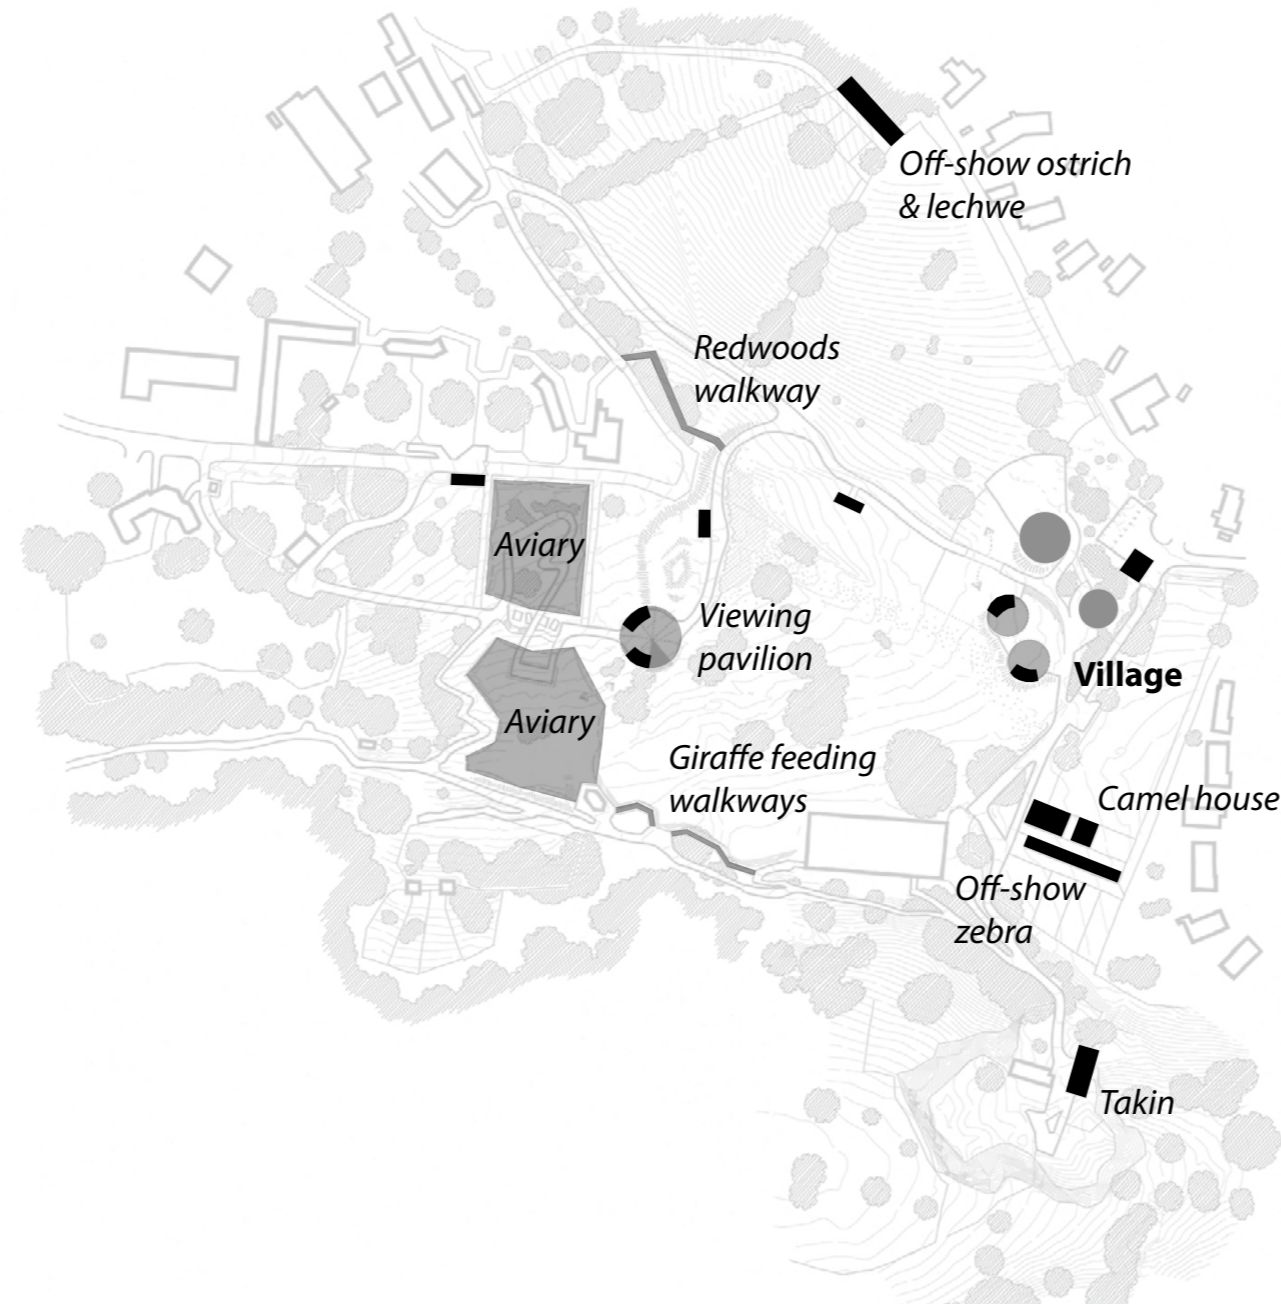 Off-show ostrich
& lechwe
Redwoods
walkway
Aviary
Viewing
pavilion
Village
Aviary
Giraffe feeding
walkways
Camel house
Off-show
zebra
Takin